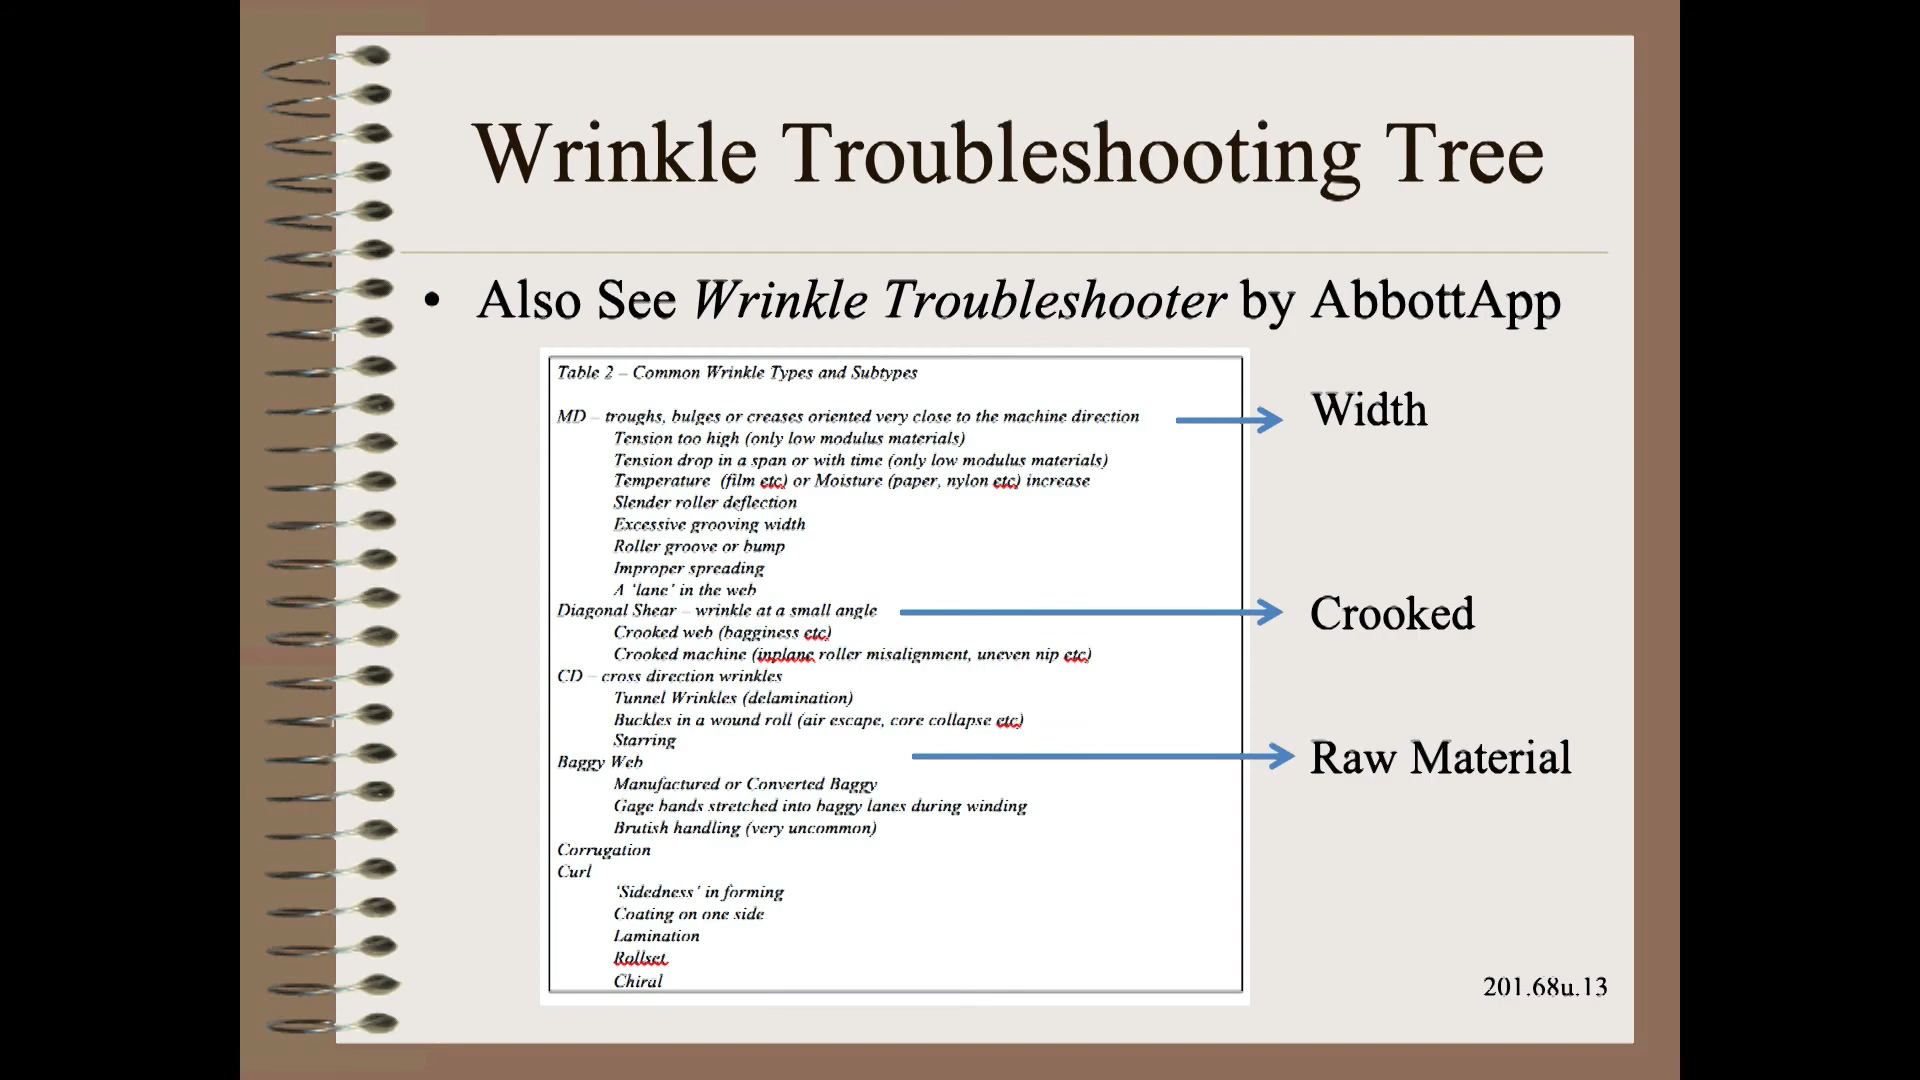 Wrinkle Troubleshooting Tree
• Also See Wrinkle Troubleshooter by AbbottApp
Table 2 – Common Wrinkle Types and Subtypes
MD – troughs, bulges or creases oriented very close to the machine direction
Width
Tension too high (only low modulus materials)
Tension drop in a span or with time (only low modulus materials)
Temperature (film etc) or Moisture (paper, nylon etc) increase
Slender roller deflection
Excessive grooving width
Roller groove or bump
Improper spreading
A ‘lane’ in the web
Diagonal Shear – wrinkle at a small angle
Crooked
Crooked web (bagginess etc)
Crooked machine (inplane roller misalignment, uneven nip etc)
CD – cross direction wrinkles
Tunnel Wrinkles (delamination)
Buckles in a wound roll (air escape, core collapse etc)
Starring
Baggy Web
Raw Material
Manufactured or Converted Baggy
Gage bands stretched into baggy lanes during winding
Brutish handling (very uncommon)
Corrugation
Curl
‘Sidedness’ in forming
Coating on one side
Lamination
Rollset
Chiral
201.68u.13